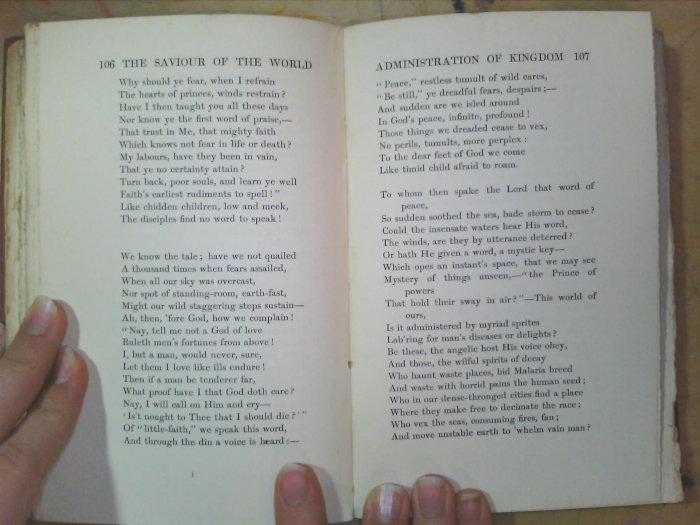 106 THE SAVIOUR OF THE WORLD
Why should ye fear, when I refrain
The hearts of princes, winds restrain?
Have I then taught you all these days
Nor know ye the first word of praise,—
That trust in Me, that mighty faith
Which knows not fear in life or death?
My labours, have they been in vain,
That ye no certainty attain?
Turn back, poor souls, and learn ye well
Faith's earliest rudiments to spell!"
Like chidden children, low and meek,
The disciples find no word to speak!
We know the tale; have we not quailed
A thousand times when fears assailed,
When all our sky was overcast,
Nor spot of standing-room, earth-fast,
Might our wild staggering steps sustain—
Ah, then, 'fore God, how we complain!
"Nay, tell me not a God of love
Ruleth men's fortunes from above!
I, but a man, would never, sure,
Let them I love like ills endure!
Then if a man be tenderer far,
What proof have I that God doth care?
Nay, I will call on Him and cry—
'Is't nought to Thee that I should die?'"
Of "little-faith," we speak this word,
And through the din a voice is heard:—
ADMINISTRATION OF KINGDOM 107
"Peace," restless tumult of wild cares,
"Be still," ye dreadful fears, despairs;—
And sudden are we isled around
In God's peace, infinite, profound!
Those things we dreaded cease to vex,
No perils, tumults, more perplex:
To the dear feet of God we come
Like timid child afraid to roam.
To whom then spake the Lord that word of
peace,
So sudden soothed the sea, bade storm to cease?
Could the insensate waters hear His word,
The winds, are they by utterance deterred?
Or hath He given a word, a mystic key—
Which opes an instant's space, that we may see
Mystery of things unseen,—"the Prince of
powers
That hold their sway in air?"—This world of
ours,
Is it administered by myriad sprites
Lab'ring for man's diseases or delights?
Be these, the angelic host His voice obey,
And those, the wilful spirits of decay
Who haunt waste places, bid Malaria breed
And waste with horrid pains the human seed;
Who in our dense-thronged cities find a place
Where they make free to decimate the race;
Who vex the seas, consuming fires, fan;
And move unstable earth to 'whelm vain man?